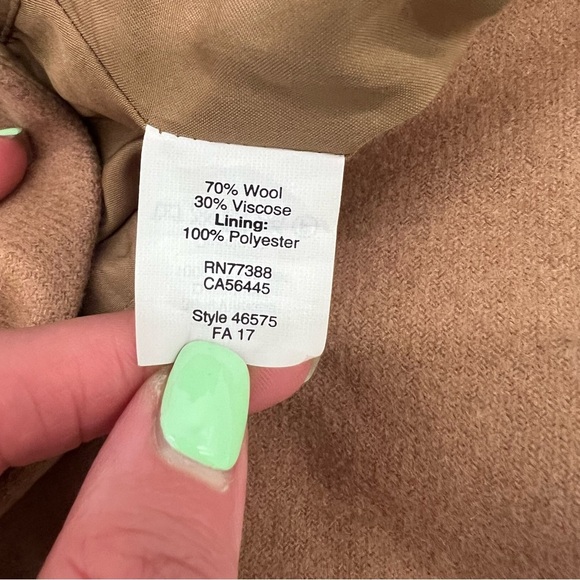 70% Wool
30% Viscose
Lining:
100% Polyester
RN77388
CA56445
Style 46575
FA 17